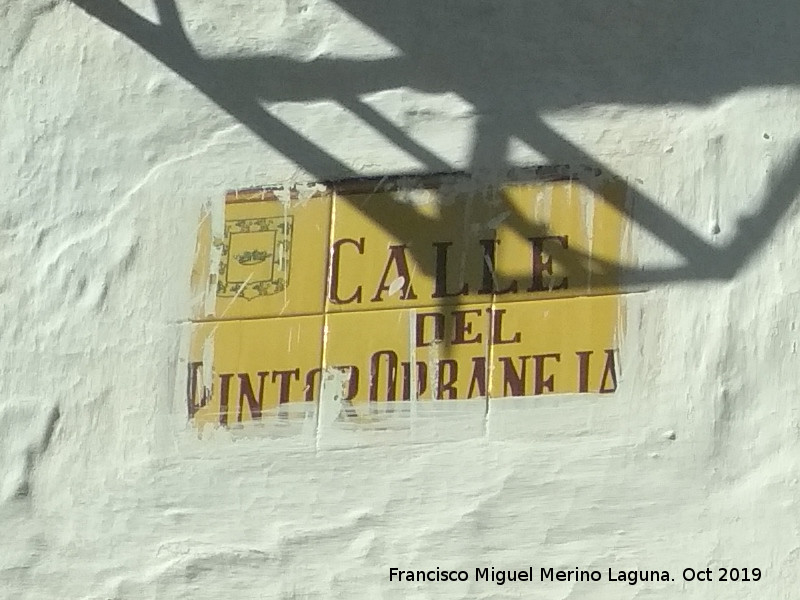 CALLE
DEL
PINTOR ORBANEJA
Francisco Miguel Merino Laguna. Oct 2019